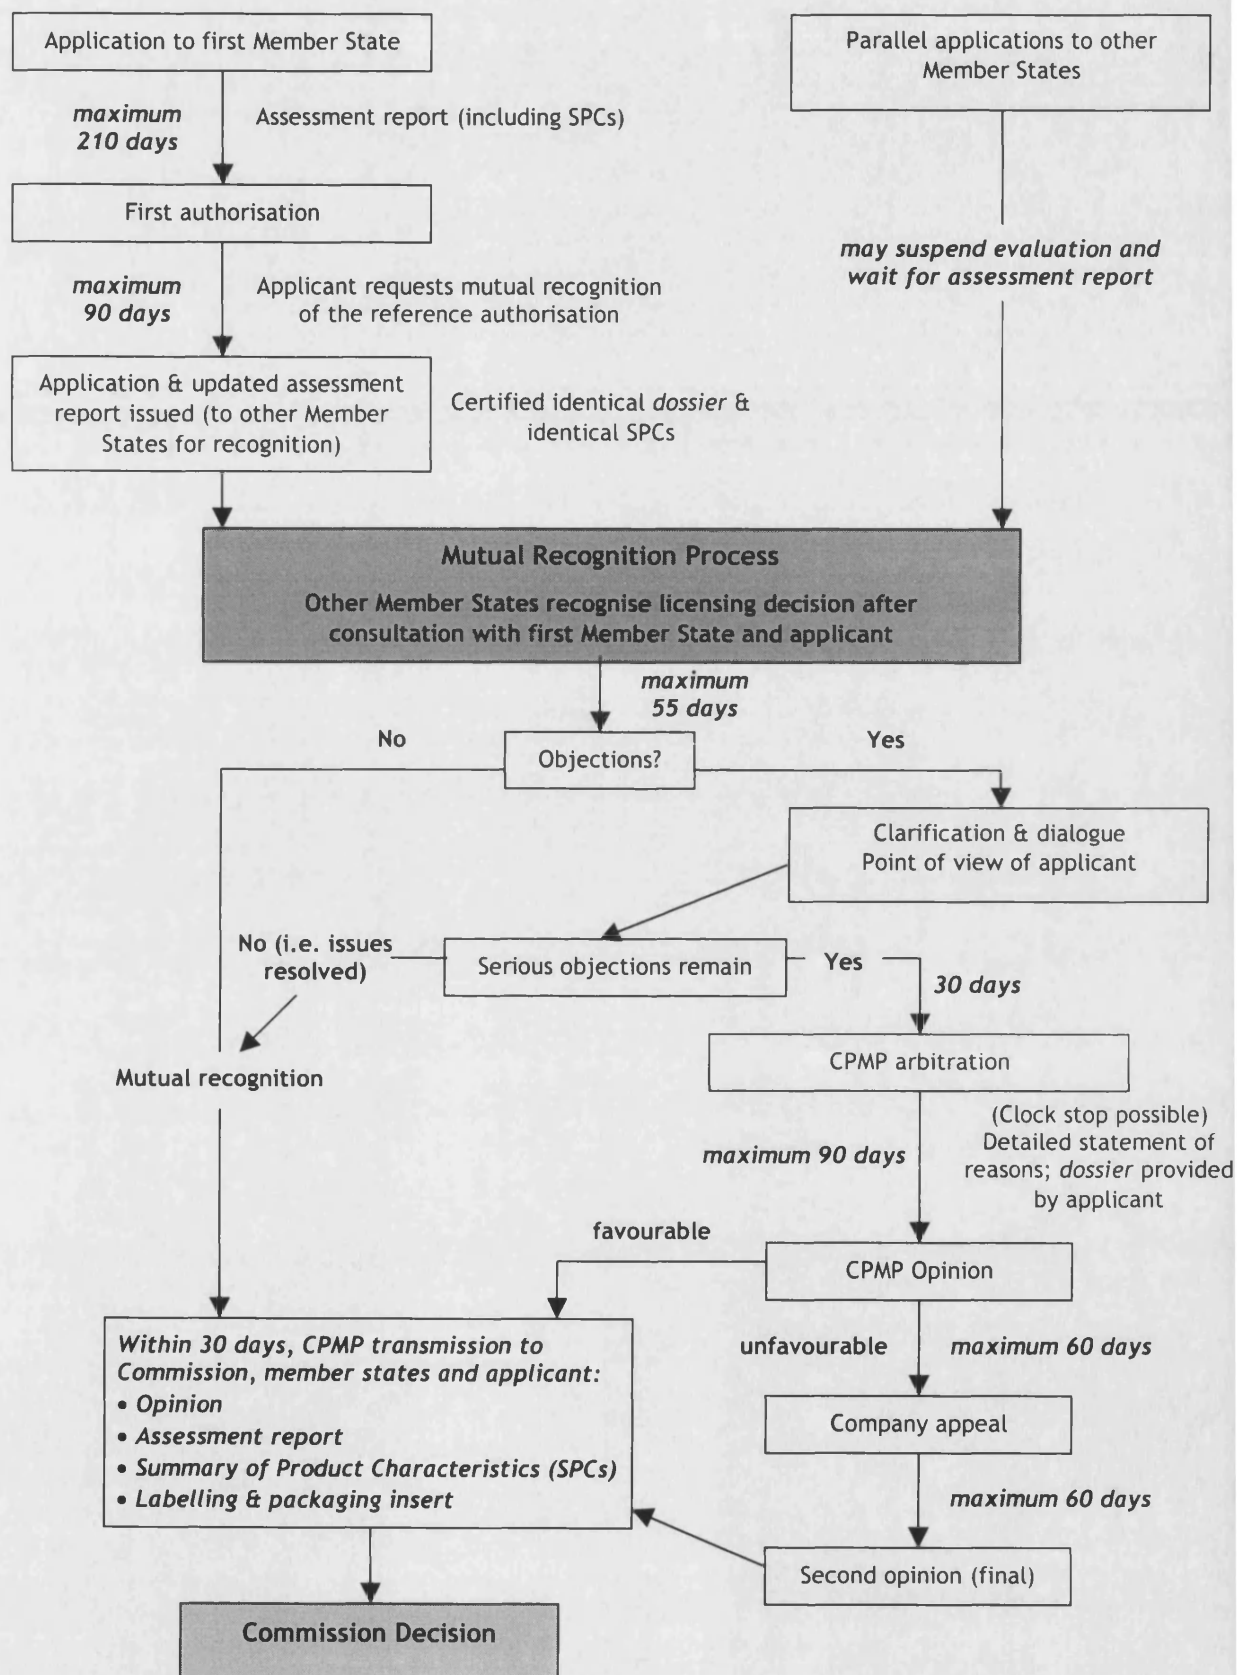 Application to first Member State
Parallel applications to other
Member States
maximum
210 days
Assessment report (including SPCs)
First authorisation
may suspend evaluation and
wait for assessment report
maximum
90 days
Applicant requests mutual recognition
of the reference authorisation
Application & updated assessment
report issued (to other Member
States for recognition)
Certified identical dossier &
identical SPCs
Mutual Recognition Process
Other Member States recognise licensing decision after
consultation with first Member State and applicant
maximum
55 days
No
Objections?
Yes
Clarification & dialogue
Point of view of applicant
No (i.e. issues
resolved)
Serious objections remain
Yes
30 days
CPMP arbitration
Mutual recognition
(Clock stop possible)
Detailed statement of
reasons; dossier provided
by applicant
maximum 90 days
favourable
CPMP Opinion
unfavourable
maximum 60 days
Within 30 days, CPMP transmission to
Commission, member states and applicant:
• Opinion
• Assessment report
• Summary of Product Characteristics (SPCs)
• Labelling & packaging insert
Company appeal
maximum 60 days
Second opinion (final)
Commission Decision